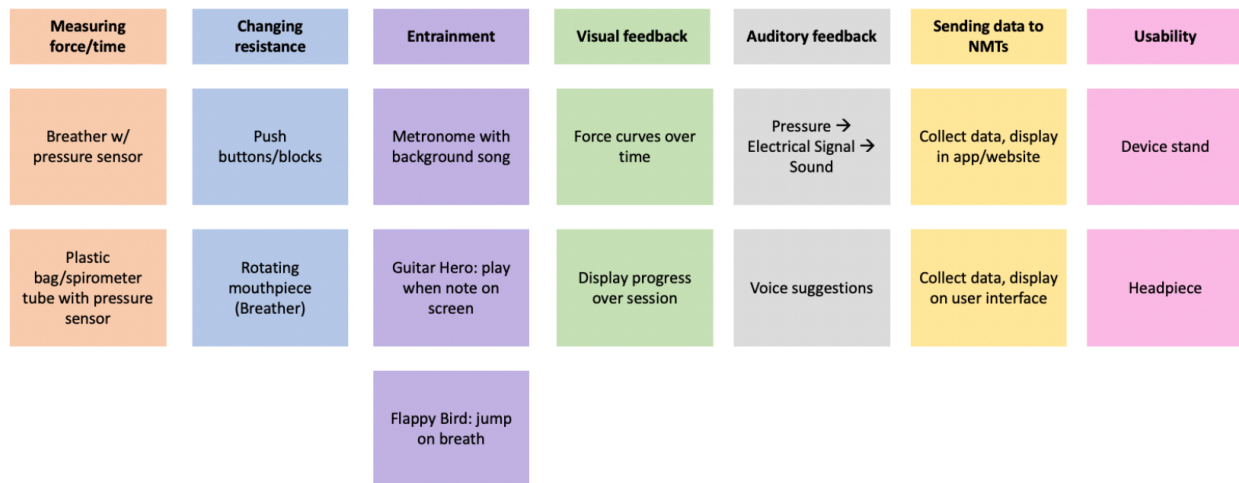 Measuring
force/time
Changing
resistance
Entrainment
Visual feedback
Auditory feedback
Sending data to
NMTs
Usability
Breather w/
pressure sensor
Push
buttons/blocks
Metronome with
background song
Force curves over
time
Pressure →
Electrical Signal →
Sound
Collect data, display
in app/website
Device stand
Plastic
bag/spirometer
tube with pressure
sensor
Rotating
mouthpiece
(Breather)
Guitar Hero: play
when note on
screen
Display progress
over session
Voice suggestions
Collect data, display
on user interface
Headpiece
Flappy Bird: jump
on breath